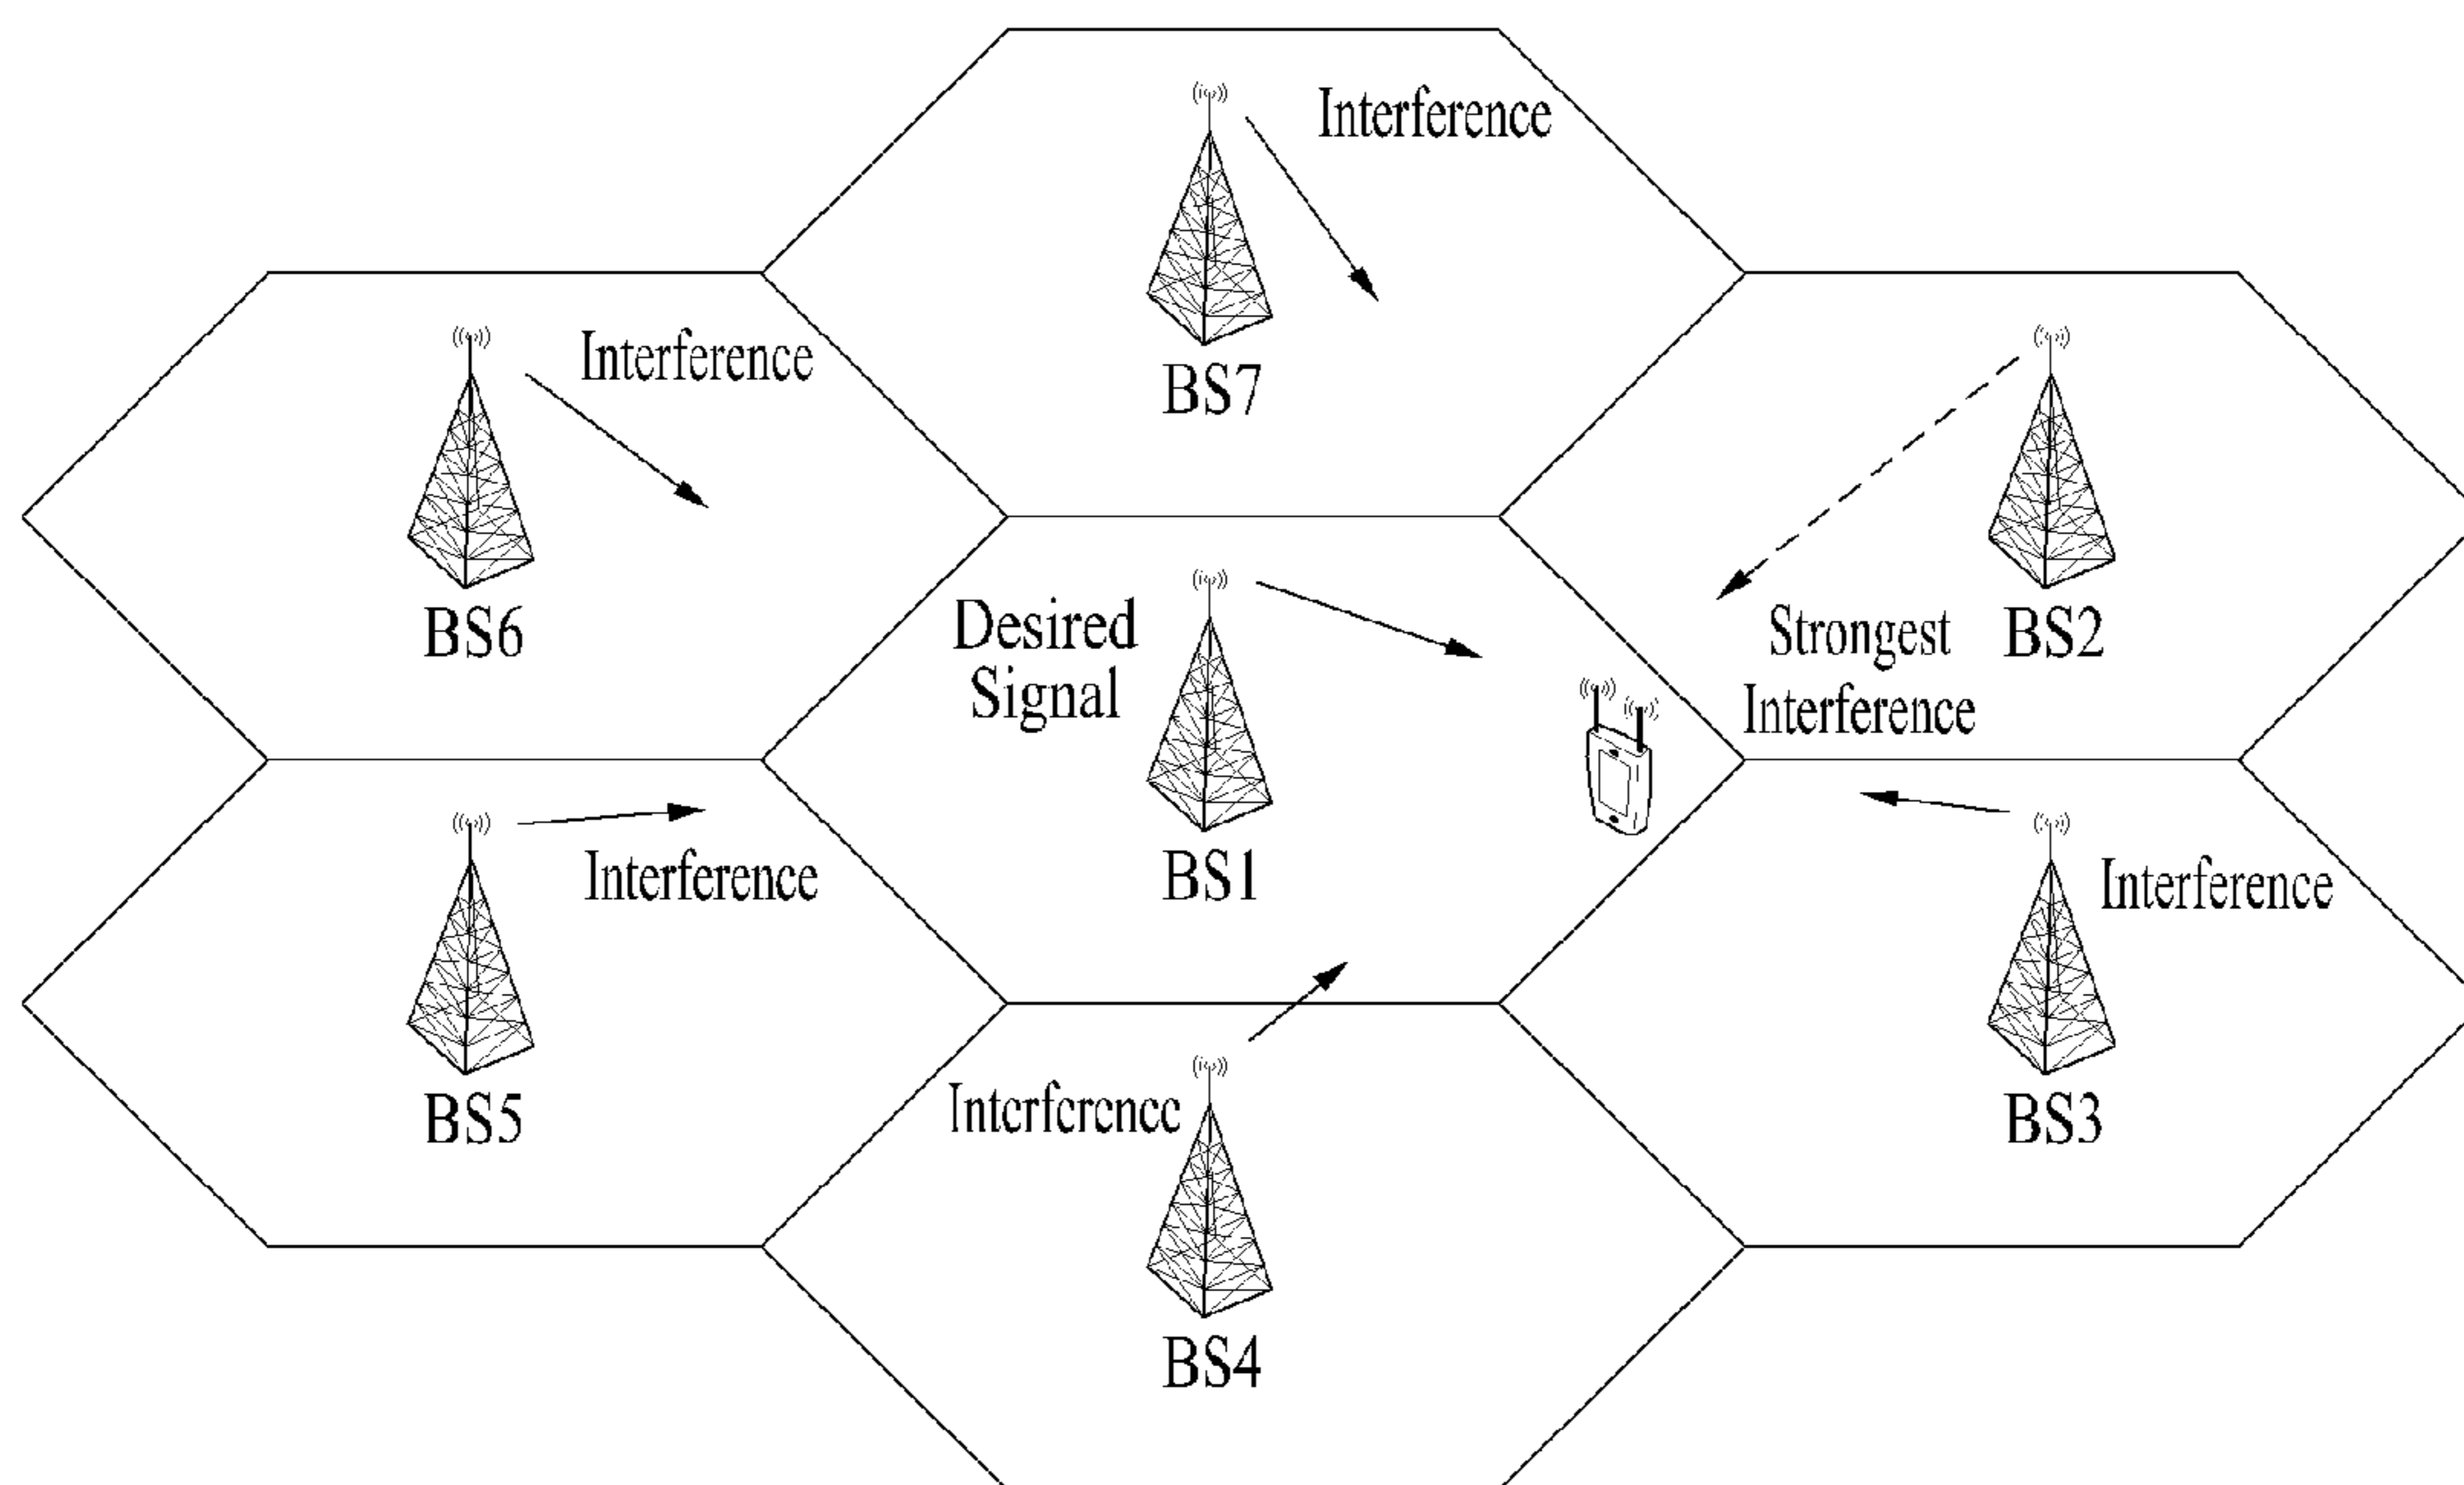 Interference
BS7
Interference
BS6
Desired
Signal
BS1
Strongest
Interference
BS2
Interference
BS5
Interference
BS3
Interference
BS4